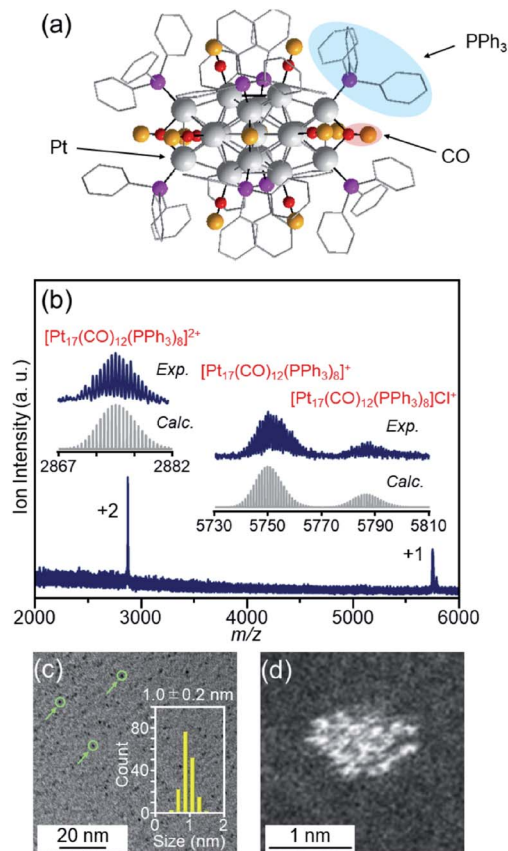 (a)
PPh3
Pt
CO
(b)
[Pt17(CO)12(PPh3)8]2+
[Pt17(CO)12(PPh3)8]+
[Pt17(CO)12(PPh3)8]Cl+
Exp.
Exp.
Calc.
Calc.
2867 2882
5730 5750 5770 5790 5810
+2
+1
Ion Intensity (a. u.)
2000 3000 4000 5000 6000
m/z
(c)
1.0 ± 0.2 nm
80
40
0
Count
0 1 2
Size (nm)
20 nm
(d)
1 nm